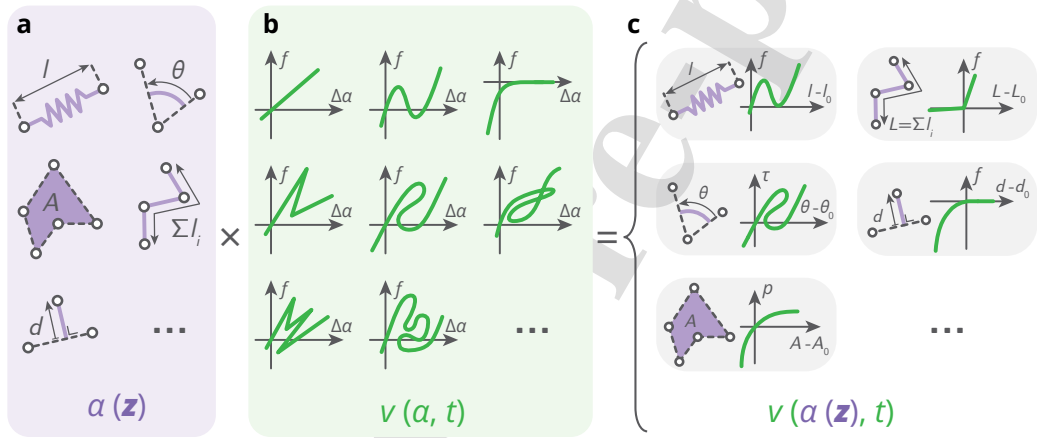 a
l
θ
A
Σl_i
d
...
α (z)
×
b
f
Δα
f
Δα
f
Δα
f
Δα
f
Δα
f
Δα
f
Δα
f
Δα
...
v (α, t)
=
c
l
f
l-l_0
L=Σl_i
f
L-L_0
θ
τ
θ-θ_0
d
f
d-d_0
A
p
A-A_0
...
v (α (z), t)